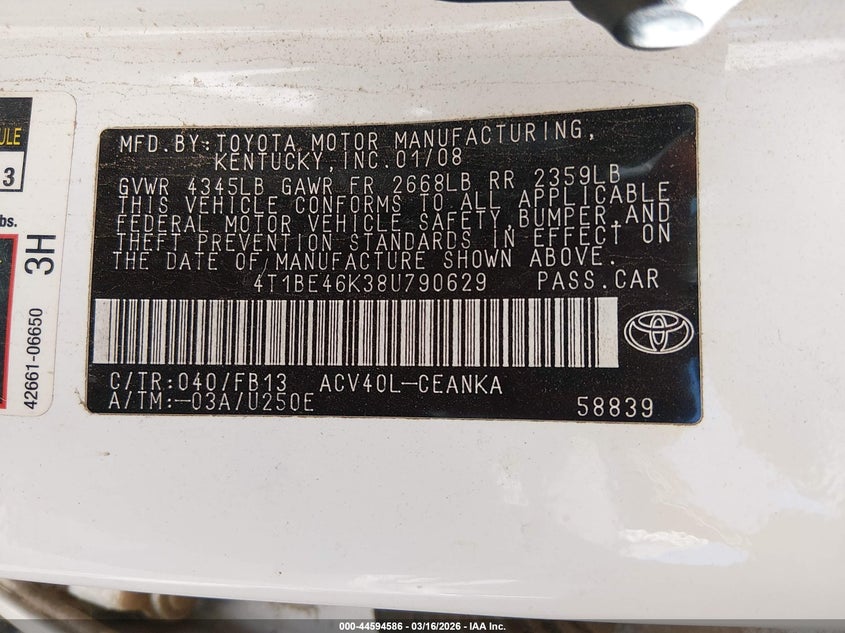 ULE
3
bs.
3H
42661-06650
MFD.BY:TOYOTA MOTOR MANUFACTURING,
KENTUCKY,INC.01/08
GVWR 4345LB GAWR FR 2668LB RR 2359LB
THIS VEHICLE CONFORMS TO ALL APPLICABLE
FEDERAL MOTOR VEHICLE SAFETY,BUMPER,AND
THEFT PREVENTION STANDARDS IN EFFECT ON
THE DATE OF MANUFACTURE SHOWN ABOVE.
4T1BE46K38U790629 PASS.CAR
C/TR:040/FB13 ACV40L-CEANKA
A/TM:-03A/U250E
58839
000-44594586 - 03/16/2026 - IAA Inc.